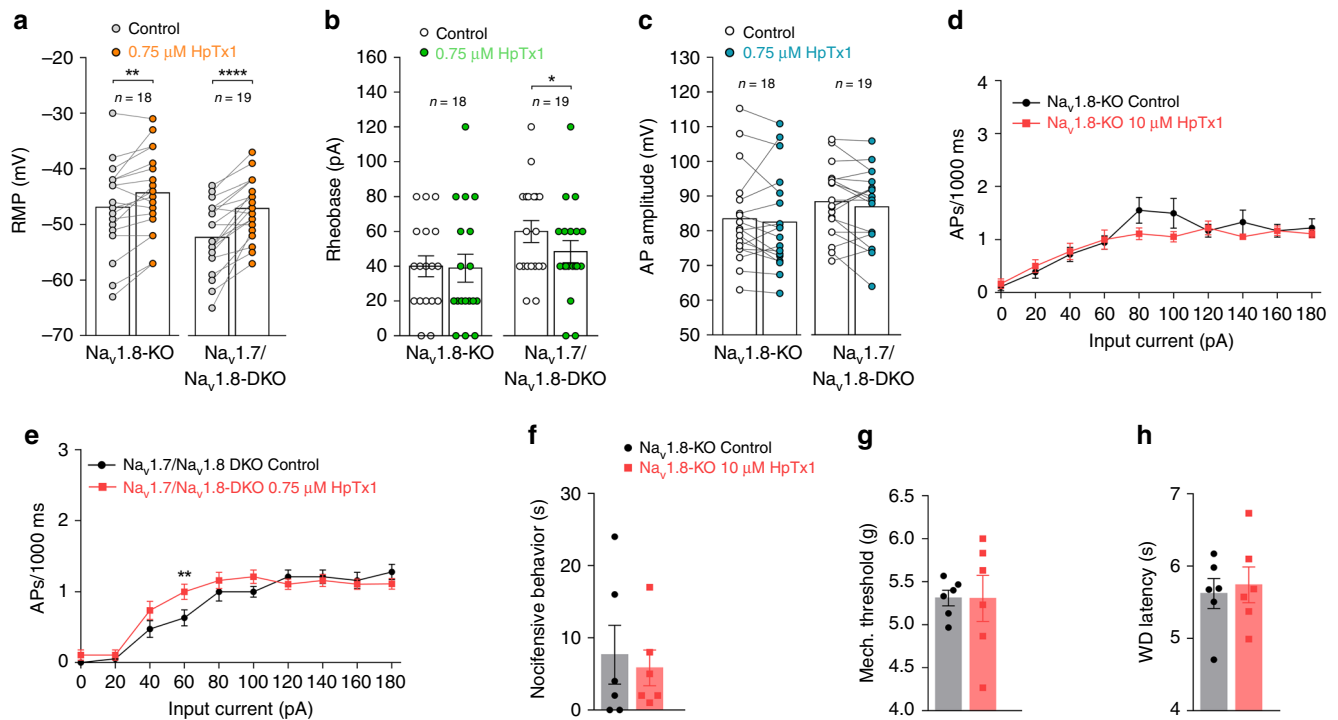 a
Control
0.75 μM HpTx1
RMP (mV)
–20
–30
–40
–50
–60
–70
**
****
n = 18
n = 19
Nav1.8-KO
Nav1.7/
Nav1.8-DKO
b
Control
0.75 μM HpTx1
Rheobase (pA)
160
140
120
100
80
60
40
20
0
*
n = 18
n = 19
Nav1.8-KO
Nav1.7/
Nav1.8-DKO
c
Control
0.75 μM HpTx1
AP amplitude (mV)
140
130
120
110
100
90
80
70
60
50
n = 18
n = 19
Nav1.8-KO
Nav1.7/
Nav1.8-DKO
d
Nav1.8-KO Control
Nav1.8-KO 10 μM HpTx1
APs/1000 ms
4
3
2
1
0
0 20 40 60 80 100 120 140 160 180
Input current (pA)
e
Nav1.7/Nav1.8 DKO Control
Nav1.7/Nav1.8-DKO 0.75 μM HpTx1
APs/1000 ms
3
2
1
0
**
0 20 40 60 80 100 120 140 160 180
Input current (pA)
f
Nav1.8-KO Control
Nav1.8-KO 10 μM HpTx1
Nocifensive behavior (s)
30
20
10
0
g
Mech. threshold (g)
6.5
6.0
5.5
5.0
4.5
4.0
h
WD latency (s)
7
6
5
4